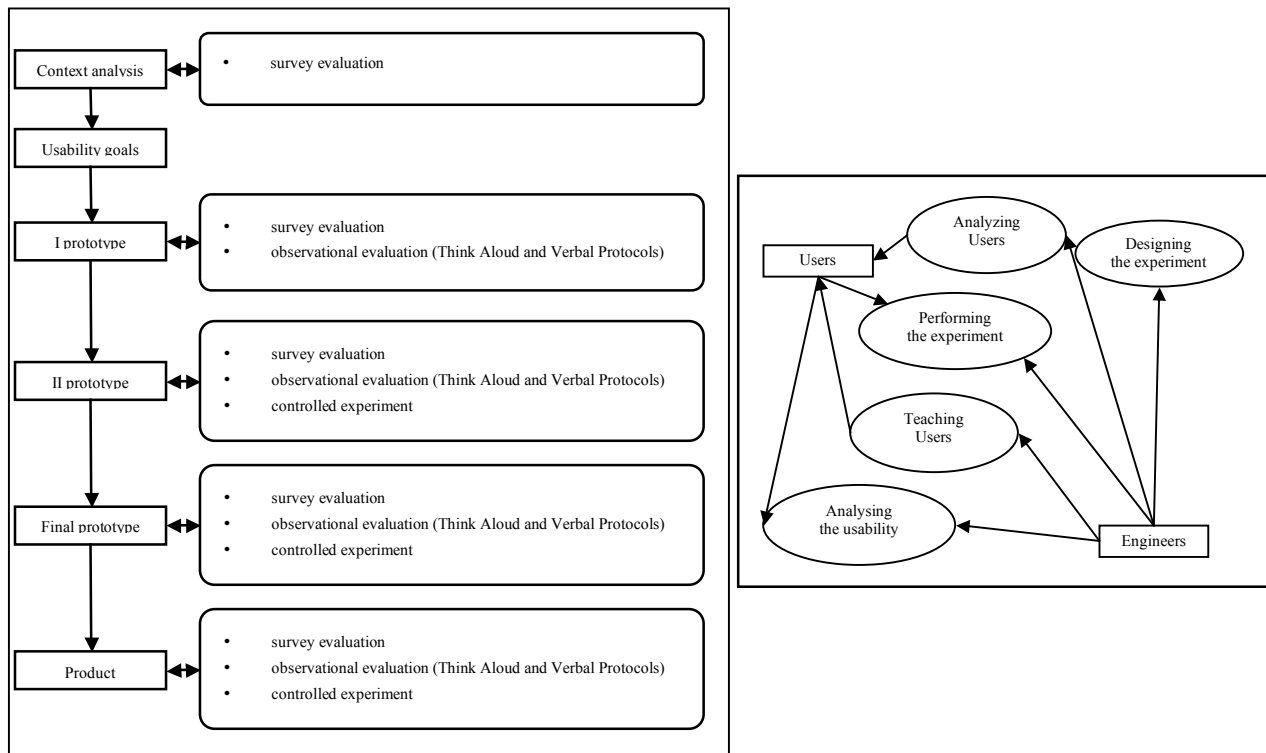 Context analysis
• survey evaluation
Usability goals
I prototype
• survey evaluation
• observational evaluation (Think Aloud and Verbal Protocols)
II prototype
• survey evaluation
• observational evaluation (Think Aloud and Verbal Protocols)
• controlled experiment
Final prototype
• survey evaluation
• observational evaluation (Think Aloud and Verbal Protocols)
• controlled experiment
Product
• survey evaluation
• observational evaluation (Think Aloud and Verbal Protocols)
• controlled experiment
Users
Analyzing
Users
Designing
the experiment
Performing
the experiment
Teaching
Users
Analysing
the usability
Engineers